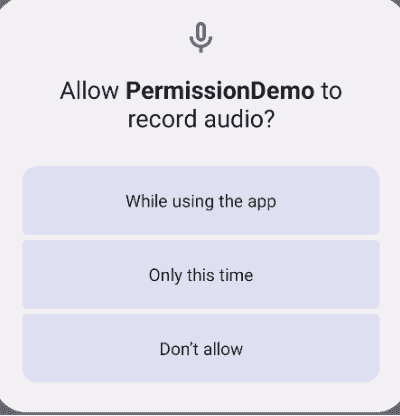 Allow PermissionDemo to
record audio?
While using the app
Only this time
Don’t allow